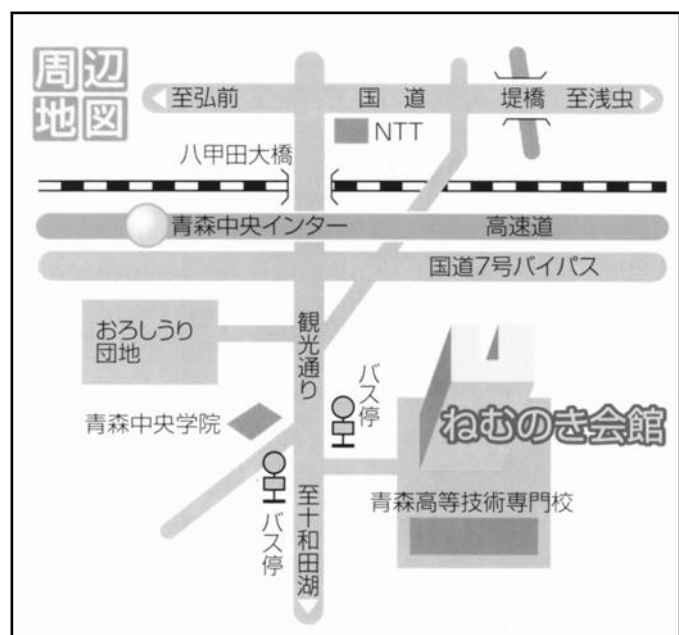 周辺
地図
至弘前
国道
堤橋
至浅虫
NTT
八甲田大橋
青森中央インター
高速道
国道7号バイパス
おろしうり
団地
観光通り
バス停
ねむのき会館
青森中央学院
青森高等技術専門校
バス停
至十和田湖